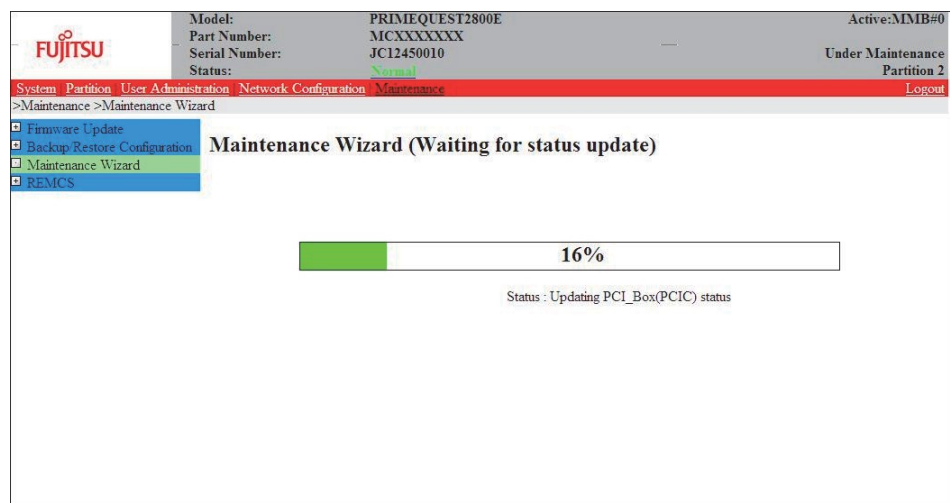 FUJITSU
Model: PRIMEQUEST2800E Active:MMB#0
Part Number: MCXXXXXXX
Serial Number: JC12450010 Under Maintenance
Status: Normal Partition 2
System Partition User Administration Network Configuration Maintenance Logout
>Maintenance >Maintenance Wizard
Firmware Update
Backup/Restore Configuration
Maintenance Wizard
REMCS
Maintenance Wizard (Waiting for status update)
16%
Status : Updating PCI_Box(PCIC) status